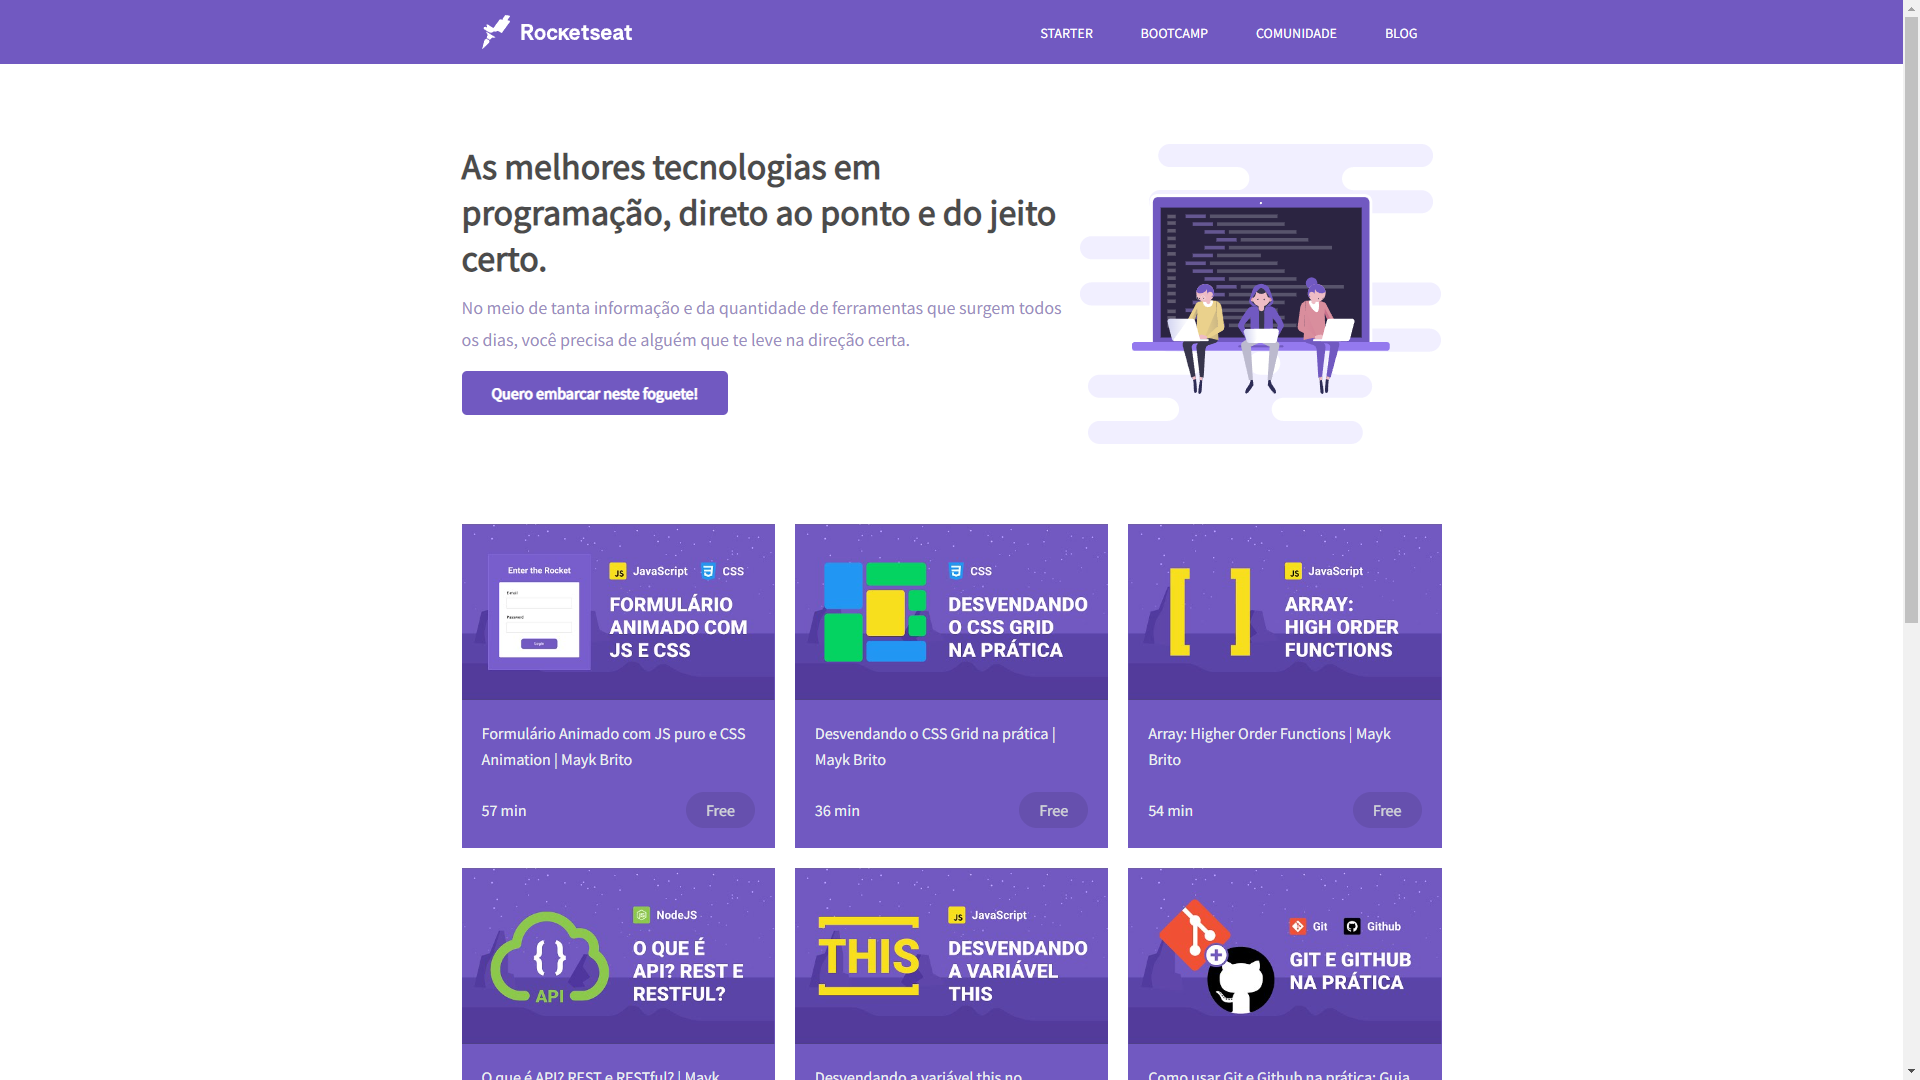 Rocketseat
STARTER
BOOTCAMP
COMUNIDADE
BLOG
As melhores tecnologias em
programação, direto ao ponto e do jeito
certo.
No meio de tanta informação e da quantidade de ferramentas que surgem todos
os dias, você precisa de alguém que te leve na direção certa.
Quero embarcar neste foguete!
Enter the Rocket
Email
Password
JS JavaScript
CSS
FORMULÁRIO
ANIMADO COM
JS E CSS
Formulário Animado com JS puro e CSS
Animation | Mayk Brito
57 min
Free
CSS
DESVENDANDO
O CSS GRID
NA PRÁTICA
Desvendando o CSS Grid na prática |
Mayk Brito
36 min
Free
[ ]
JS JavaScript
ARRAY:
HIGH ORDER
FUNCTIONS
Array: Higher Order Functions | Mayk
Brito
54 min
Free
{ }
API
NodeJS
O QUE É
API? REST E
RESTFUL?
O que é API? REST e RESTful? | Mayk
THIS
JS JavaScript
DESVENDANDO
A VARIÁVEL
THIS
Desvendando a variável this no
Git
Github
GIT E GITHUB
NA PRÁTICA
Como usar Git e Github na prática: Guia